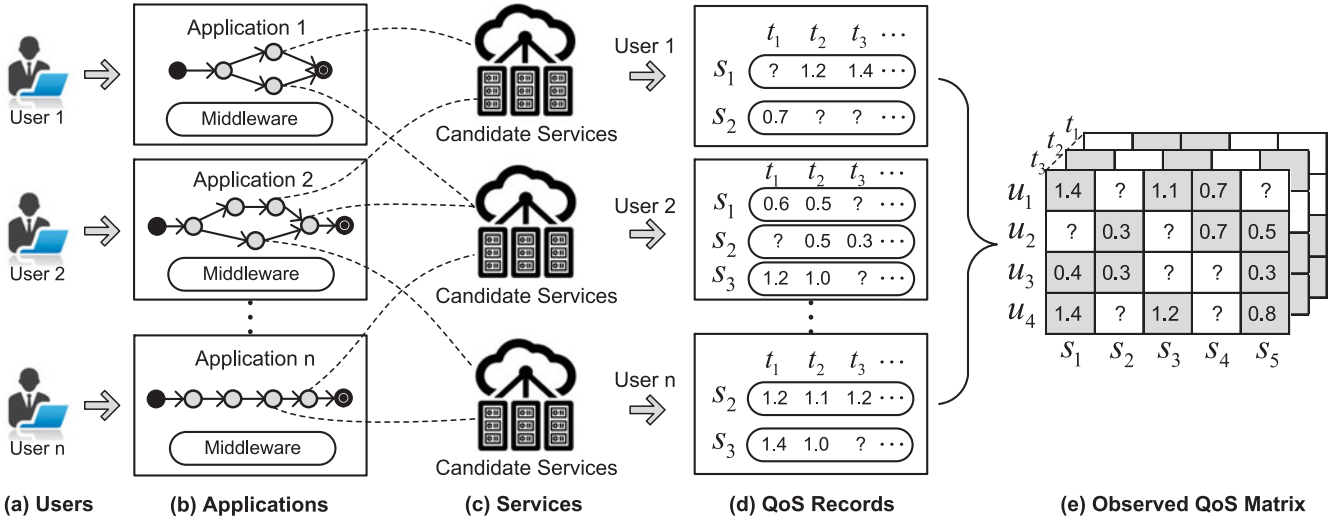 User 1
Application 1
Middleware
Candidate Services
User 1
t1 t2 t3 ···
s1 ? 1.2 1.4 ···
s2 0.7 ? ? ···
User 2
Application 2
Middleware
Candidate Services
User 2
t1 t2 t3 ···
s1 0.6 0.5 ? ···
s2 ? 0.5 0.3 ···
s3 1.2 1.0 ? ···
User n
Application n
Middleware
Candidate Services
User n
t1 t2 t3 ···
s2 1.2 1.1 1.2 ···
s3 1.4 1.0 ? ···
t1
t2
t3
u1 1.4 ? 1.1 0.7 ?
u2 ? 0.3 ? 0.7 0.5
u3 0.4 0.3 ? ? 0.3
u4 1.4 ? 1.2 ? 0.8
s1 s2 s3 s4 s5
(a) Users
(b) Applications
(c) Services
(d) QoS Records
(e) Observed QoS Matrix